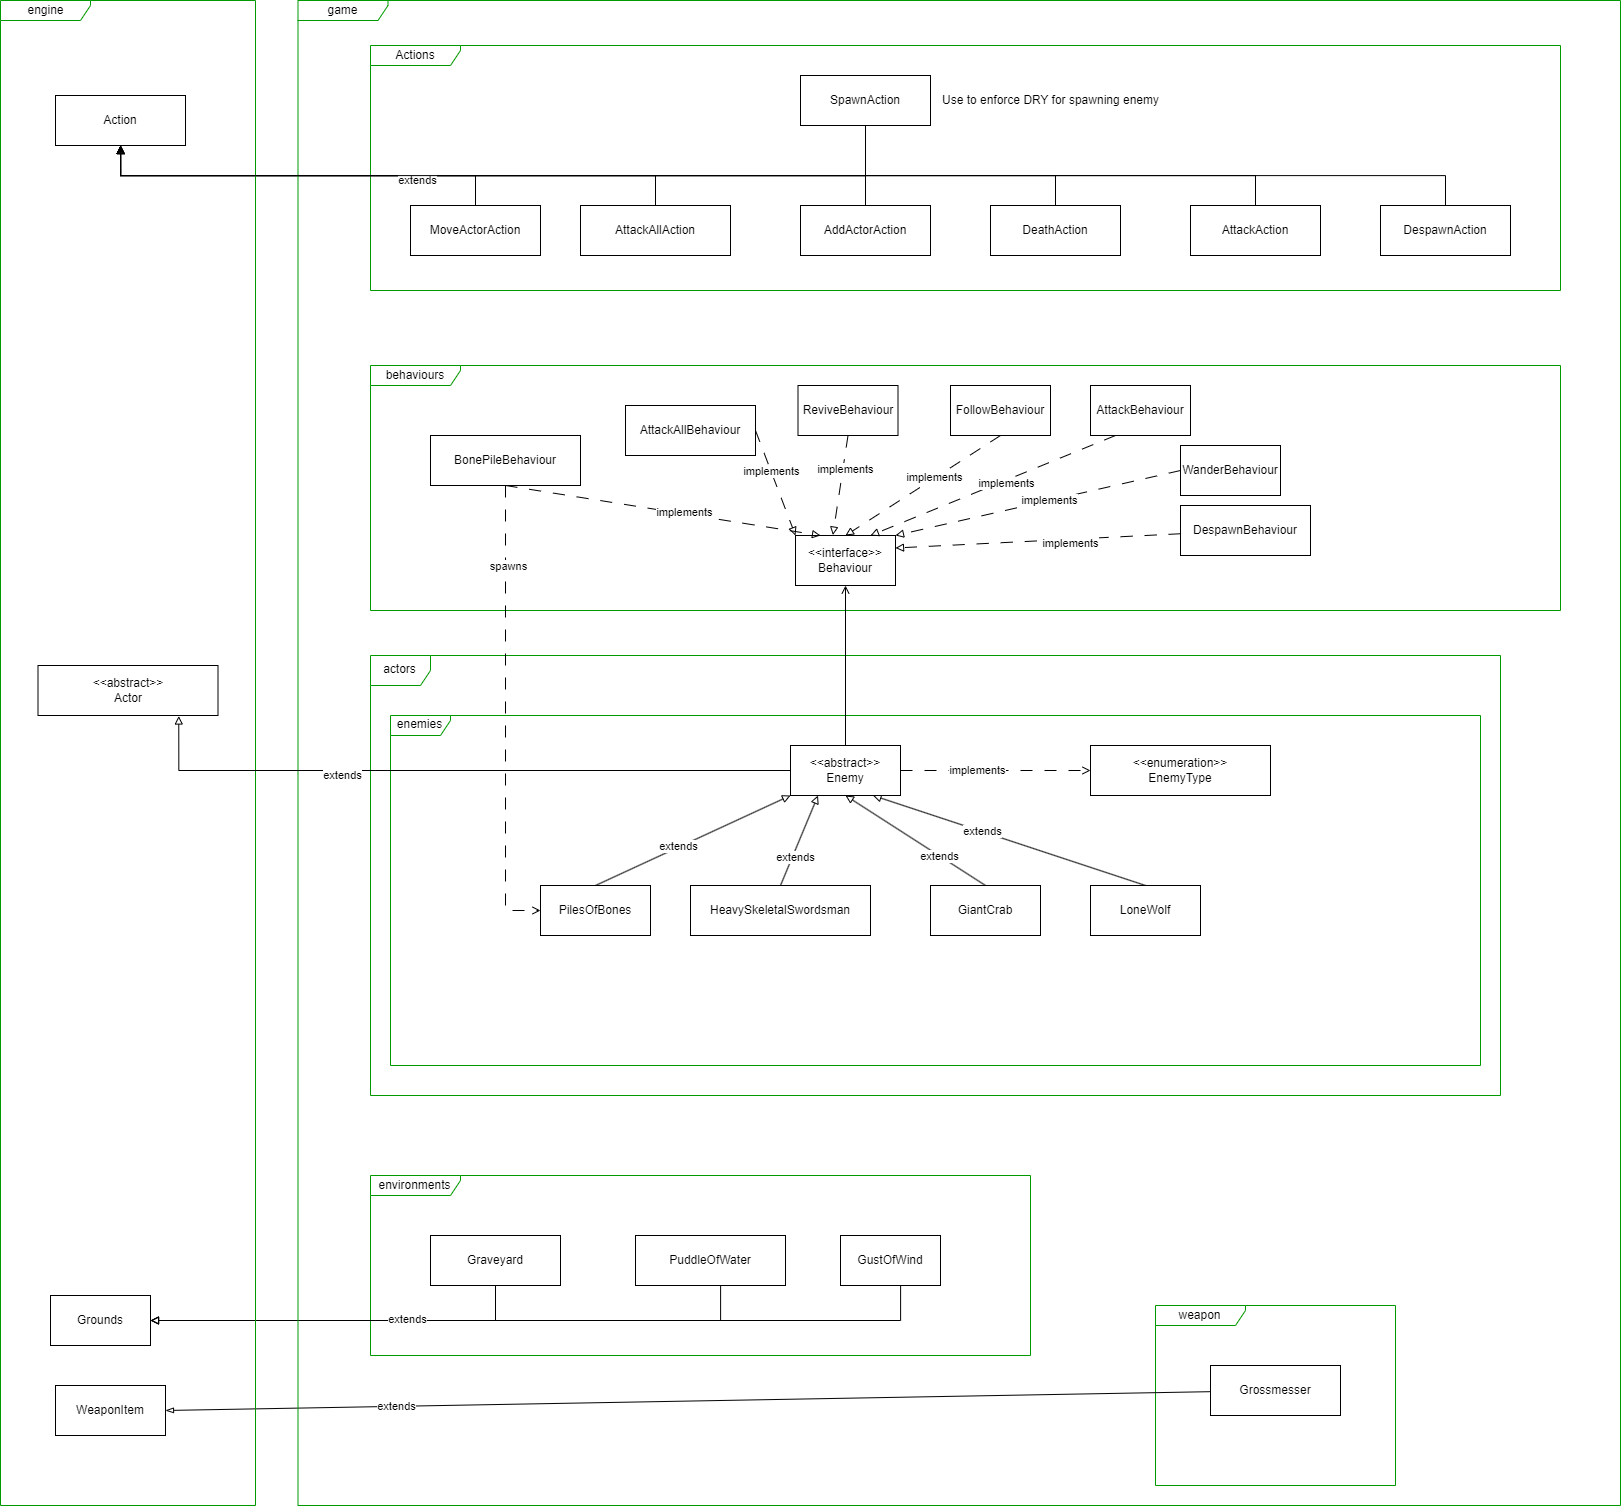 engine
game
Actions
SpawnAction
Use to enforce DRY for spawning enemy
Action
extends
MoveActorAction
AttackAllAction
AddActorAction
DeathAction
AttackAction
DespawnAction
behaviours
ReviveBehaviour
FollowBehaviour
AttackBehaviour
AttackAllBehaviour
BonePileBehaviour
WanderBehaviour
implements
implements
implements
implements
implements
implements
DespawnBehaviour
implements
<<interface>>
Behaviour
spawns
actors
<<abstract>>
Actor
enemies
<<abstract>>
Enemy
implements
<<enumeration>>
EnemyType
extends
extends
extends
extends
extends
PilesOfBones
HeavySkeletalSwordsman
GiantCrab
LoneWolf
environments
Graveyard
PuddleOfWater
GustOfWind
Grounds
extends
weapon
WeaponItem
extends
Grossmesser